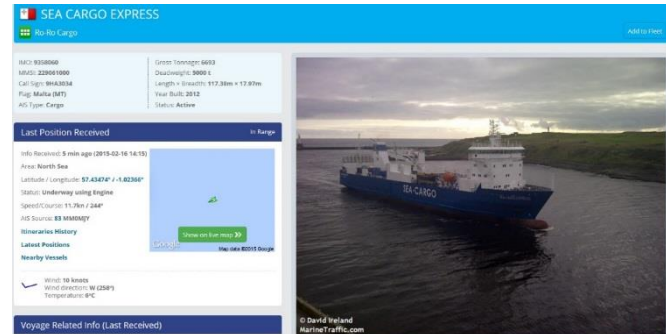 SEA CARGO EXPRESS
Ro-Ro Cargo
Add to Fleet
IMO: 9358060
MMSI: 229061000
Call Sign: 9HA3034
Flag: Malta (MT)
AIS Type: Cargo
Gross Tonnage: 6693
Deadweight: 5000 t
Length × Breadth: 117.38m × 17.97m
Year Built: 2012
Status: Active
Last Position Received
In Range
Info Received: 5 min ago (2015-02-16 14:15)
Area: North Sea
Latitude / Longitude: 57.43474° / -1.02366°
Status: Underway using Engine
Speed/Course: 11.7kn / 244°
AIS Source: 83 MM0MJY
Itineraries History
Latest Positions
Nearby Vessels
Show on live map
Google
Map data ©2015 Google
Wind: 10 knots
Wind direction: W (258°)
Temperature: 6°C
Voyage Related Info (Last Received)
SEA-CARGO
© David Ireland
MarineTraffic.com